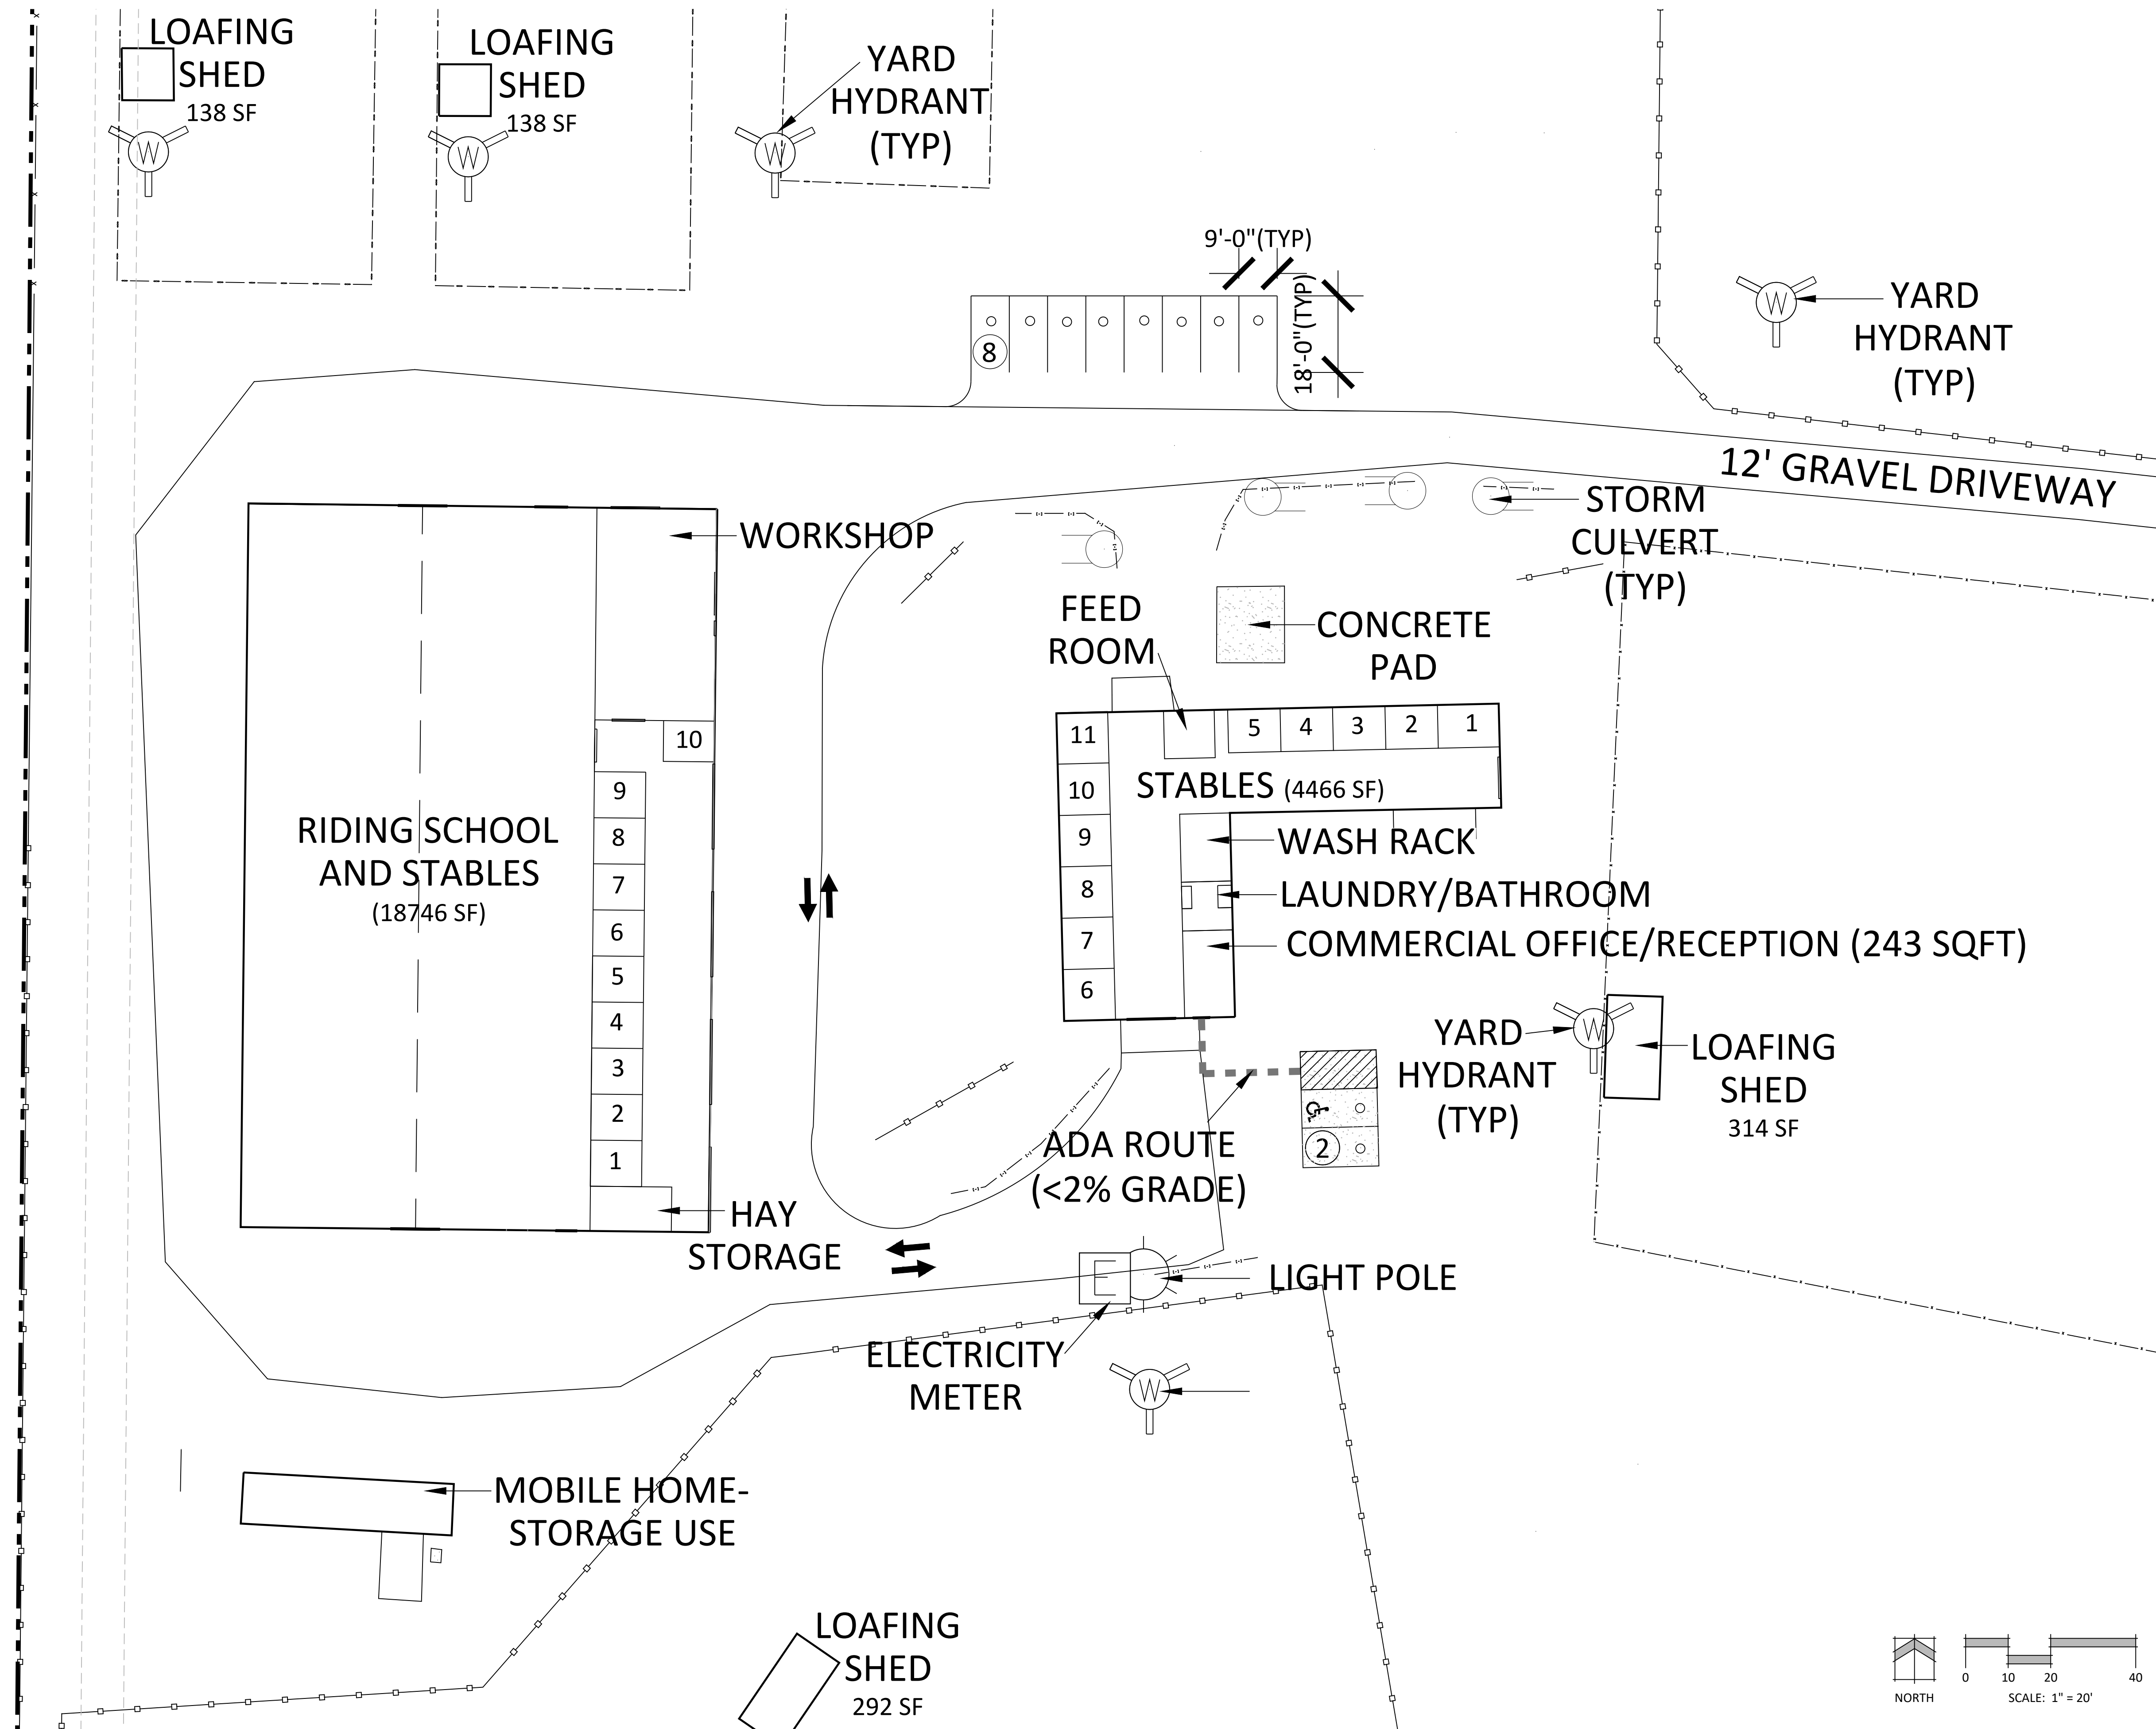 LOAFING
SHED
138 SF
LOAFING
SHED
138 SF
YARD
HYDRANT
(TYP)
9'-0"(TYP)
18'-0"(TYP)
8
YARD
HYDRANT
(TYP)
12' GRAVEL DRIVEWAY
STORM
CULVERT
(TYP)
WORKSHOP
FEED
ROOM
CONCRETE
PAD
10
9
8
7
6
5
4
3
2
1
RIDING SCHOOL
AND STABLES
(18746 SF)
11
10
9
8
7
6
5
4
3
2
1
STABLES (4466 SF)
WASH RACK
LAUNDRY/BATHROOM
COMMERCIAL OFFICE/RECEPTION (243 SQFT)
YARD
HYDRANT
(TYP)
LOAFING
SHED
314 SF
2
ADA ROUTE
(<2% GRADE)
HAY
STORAGE
LIGHT POLE
E
ELECTRICITY
METER
W
W
W
W
W
W
MOBILE HOME-
STORAGE USE
LOAFING
SHED
292 SF
NORTH
0 10 20 40
SCALE: 1" = 20'